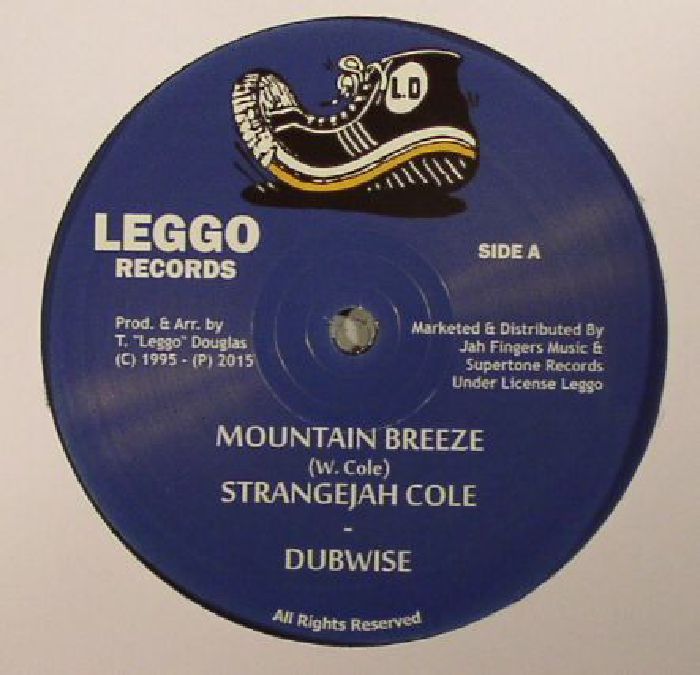 L.D
LEGGO
RECORDS
SIDE A
Prod. & Arr. by
T. "Leggo" Douglas
(C) 1995 - (P) 2015
Marketed & Distributed By
Jah Fingers Music &
Supertone Records
Under License Leggo
MOUNTAIN BREEZE
(W. Cole)
STRANGEJAH COLE
-
DUBWISE
All Rights Reserved